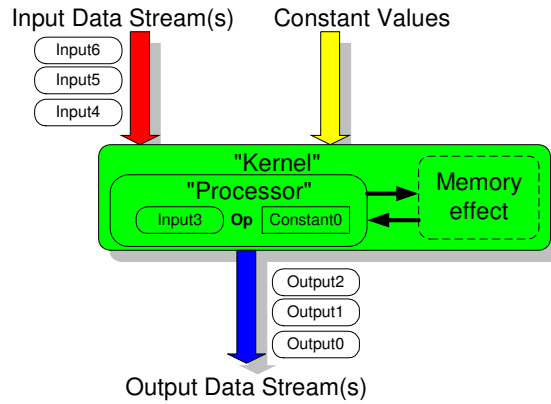 Input Data Stream(s)
Constant Values
Input6
Input5
Input4
"Kernel"
"Processor"
Input3 Op Constant0
Memory
effect
Output2
Output1
Output0
Output Data Stream(s)